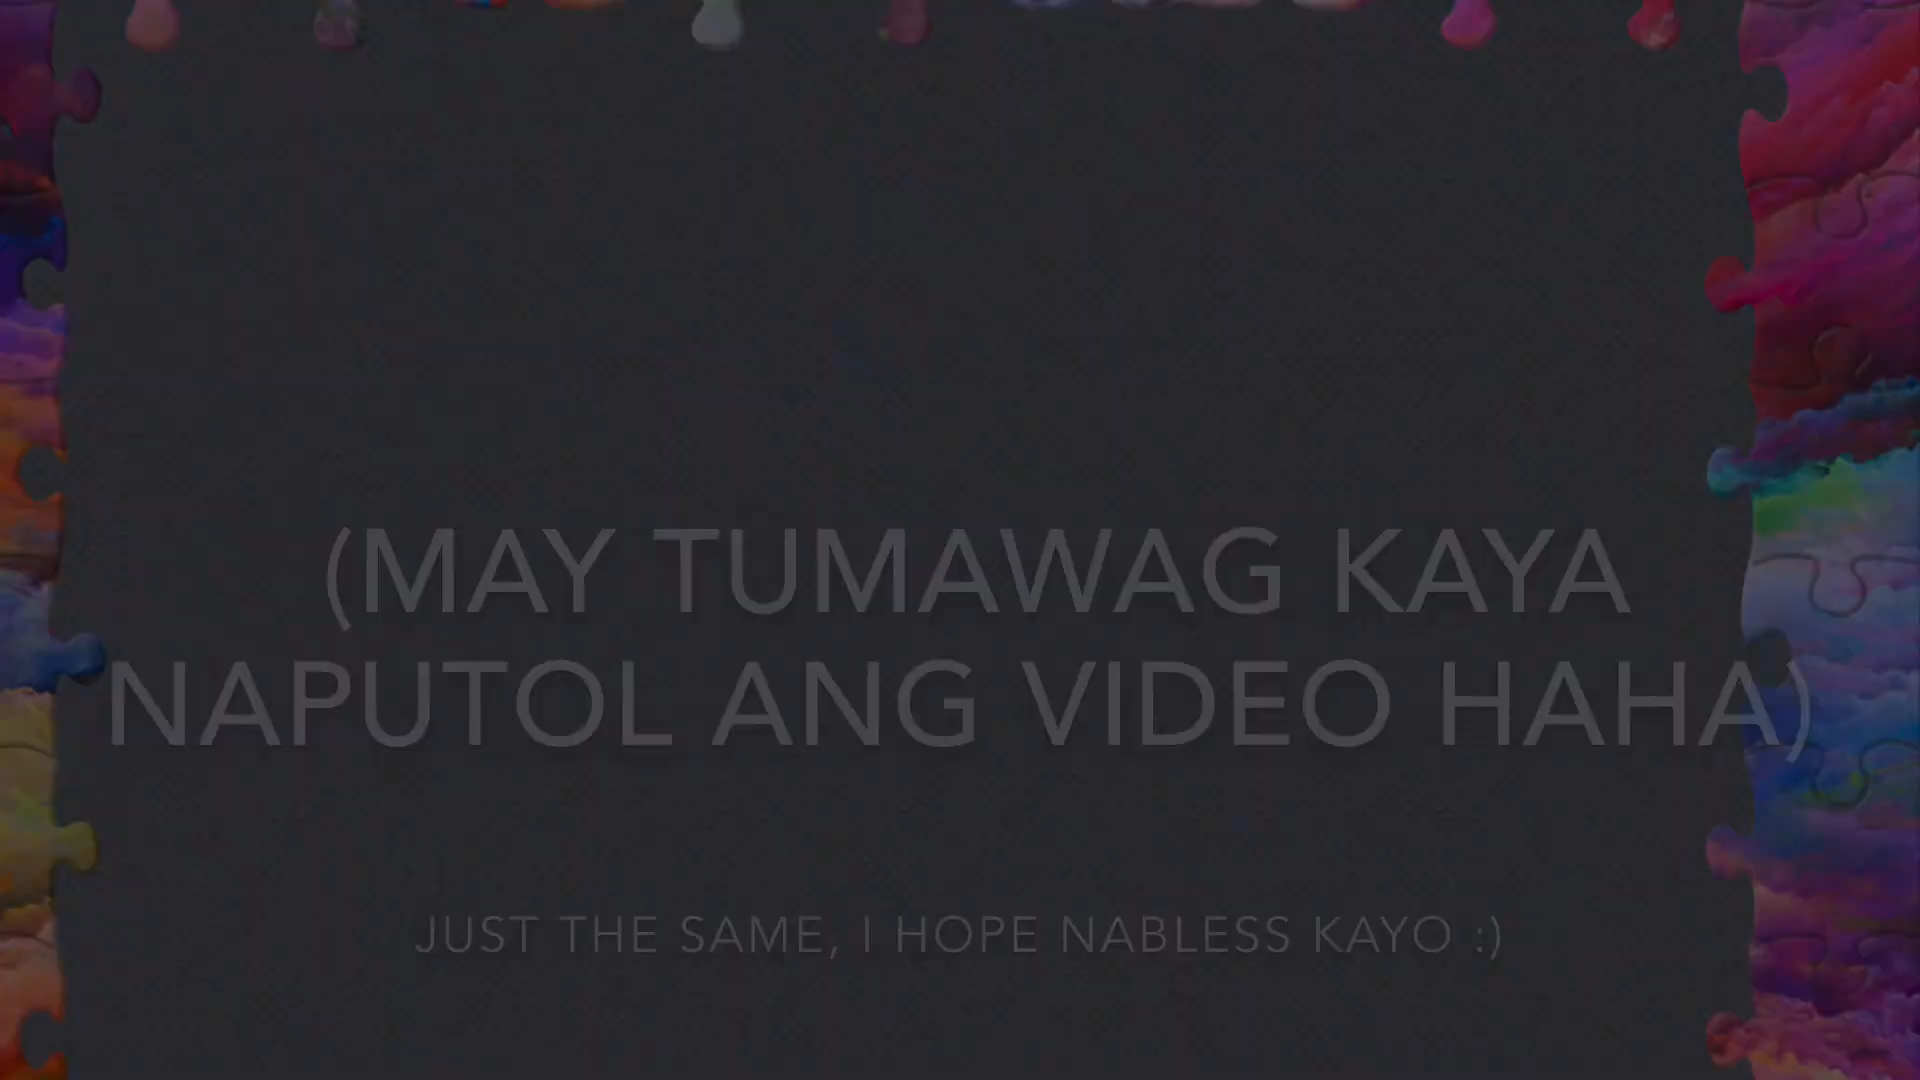 (MAY TUMAWAG KAYA
NAPUTOL ANG VIDEO HAHA)
JUST THE SAME, I HOPE NABLESS KAYO :)